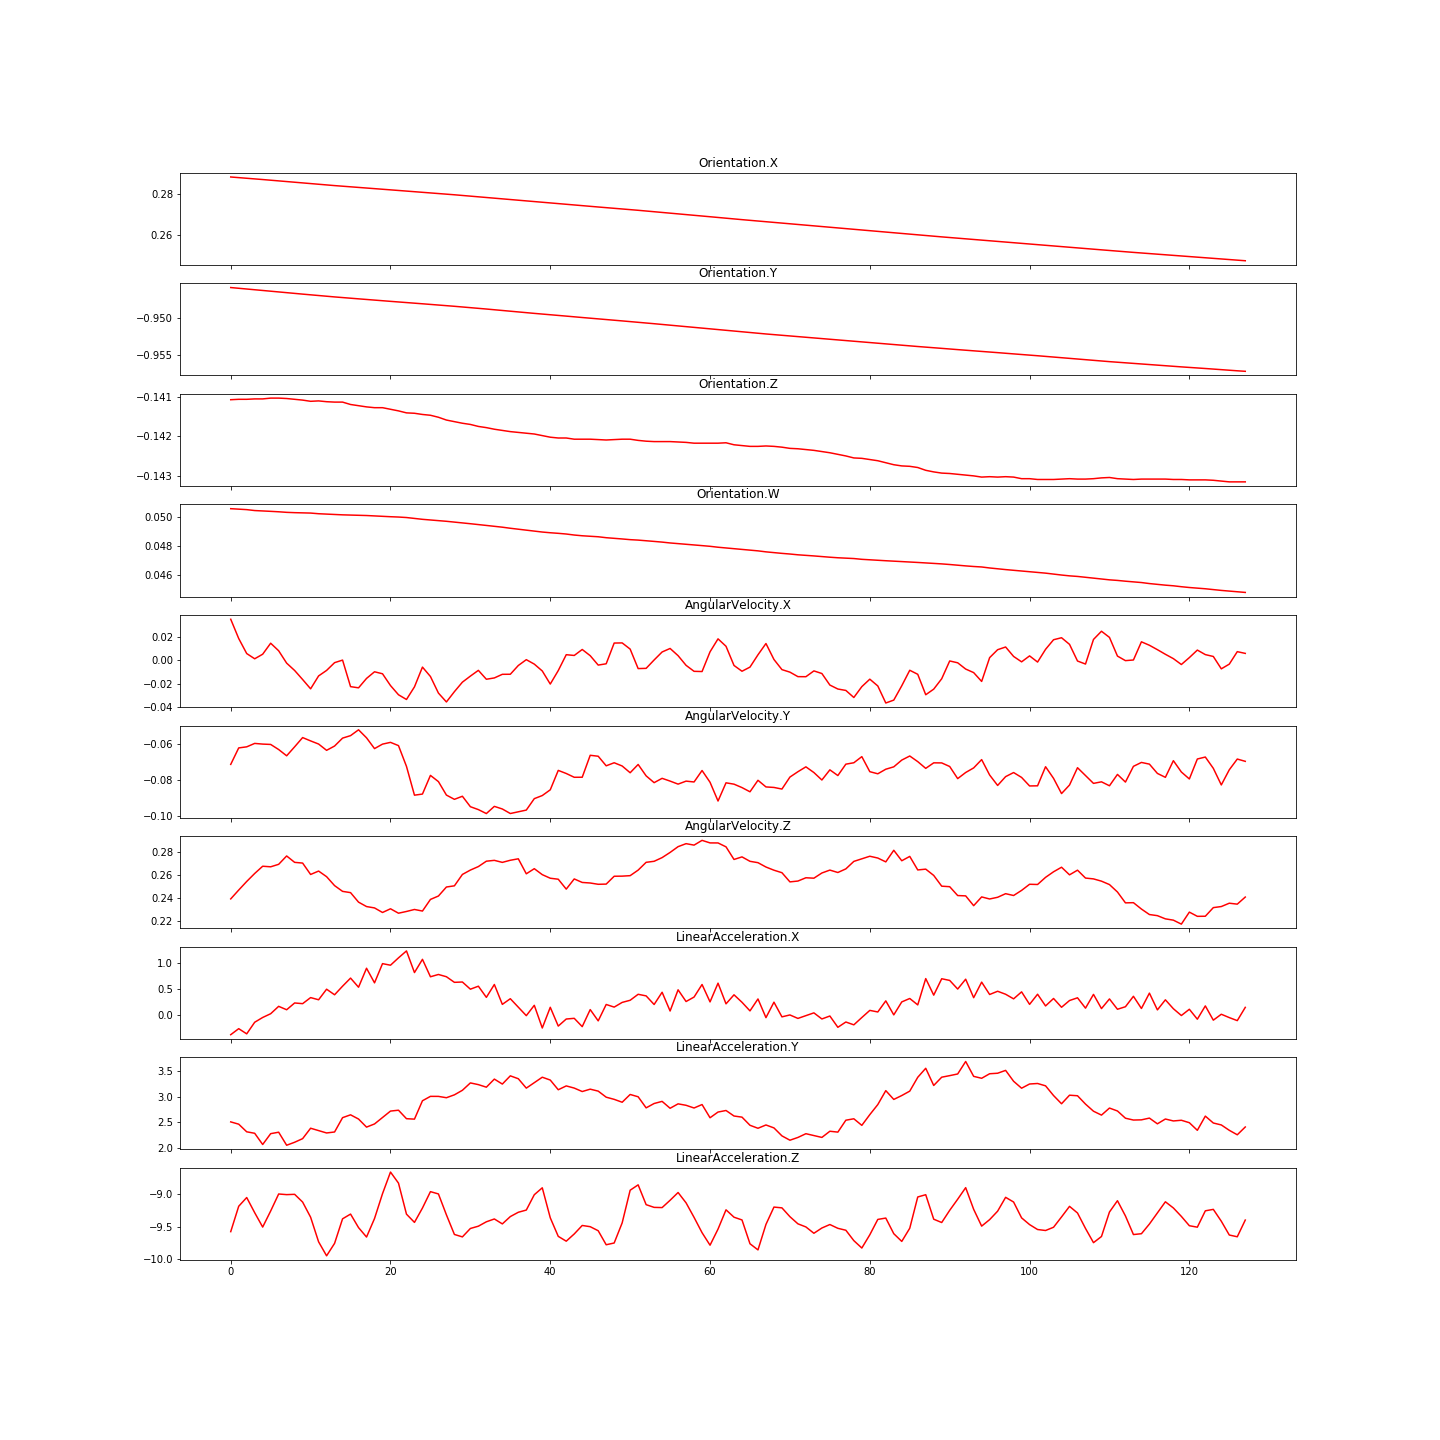 Orientation.X
0.28
0.26
Orientation.Y
−0.950
−0.955
Orientation.Z
−0.141
−0.142
−0.143
Orientation.W
0.050
0.048
0.046
AngularVelocity.X
0.02
0.00
−0.02
−0.04
AngularVelocity.Y
−0.06
−0.08
−0.10
AngularVelocity.Z
0.28
0.26
0.24
0.22
LinearAcceleration.X
1.0
0.5
0.0
LinearAcceleration.Y
3.5
3.0
2.5
2.0
LinearAcceleration.Z
−9.0
−9.5
−10.0
0 20 40 60 80 100 120